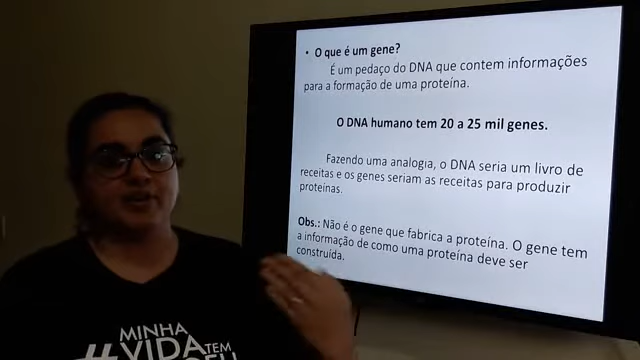 • O que é um gene?
É um pedaço do DNA que contem informações
para a formação de uma proteína.
O DNA humano tem 20 a 25 mil genes.
Fazendo uma analogia, o DNA seria um livro de
receitas e os genes seriam as receitas para produzir
proteínas.
Obs.: Não é o gene que fabrica a proteína. O gene tem
a informação de como uma proteína deve ser
construída.
MINHA
#VIDA TEM